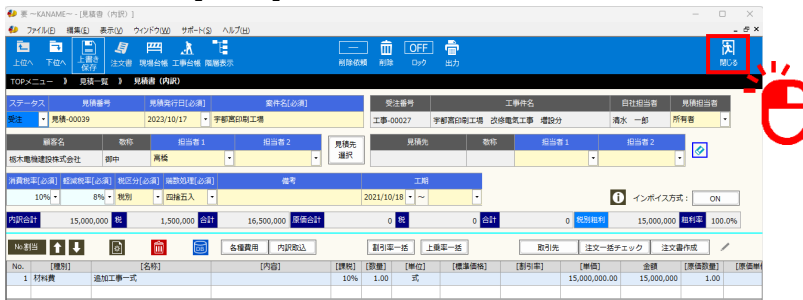 要 ~KANAME~ - [見積書 (内訳) ]
ファイル(F) 編集(E) 表示(V) ウィンドウ(W) サポート(S) ヘルプ(H)
上位へ 下位へ 上書き保存 注文書 現場台帳 工事台帳 階層表示 削除依頼 削除 OFF ロック 出力 閉じる
TOPメニュー 》 見積一覧 》 見積書 (内訳)
ステータス 見積番号 見積発行日[必須] 案件名[必須] 受注番号 工事件名 自社担当者 見積担当者
受注 見積-00039 2023/10/17 宇都宮印刷工場 工事-00027 宇都宮印刷工場 改修電気工事 増設分 清水 一郎 所有者
顧客名 敬称 担当者1 担当者2 見積先選択 見積先 敬称 担当者1 担当者2
栃木電機建設株式会社 御中 高橋
消費税率[必須] 軽減税率[必須] 税区分[必須] 端数処理[必須] 備考 工期
10% 8% 税別 四捨五入 2021/10/18 ~ インボイス方式: ON
内訳合計 15,000,000 税 1,500,000 合計 16,500,000 原価合計 0 税 0 合計 0 税別粗利 15,000,000 粗利率 100.0%
No割当 DB 各種費用 内訳取込 割引率一括 上乗率一括 取引先 注文一括チェック 注文書作成
No. [種別] [名称] [内容] [課税] [数量] [単位] [標準価格] [割引率] [単価] 金額 [原価数量] [原価単
1 材料費 追加工事一式 10% 1.00 式 15,000,000.00 15,000,000 1.00